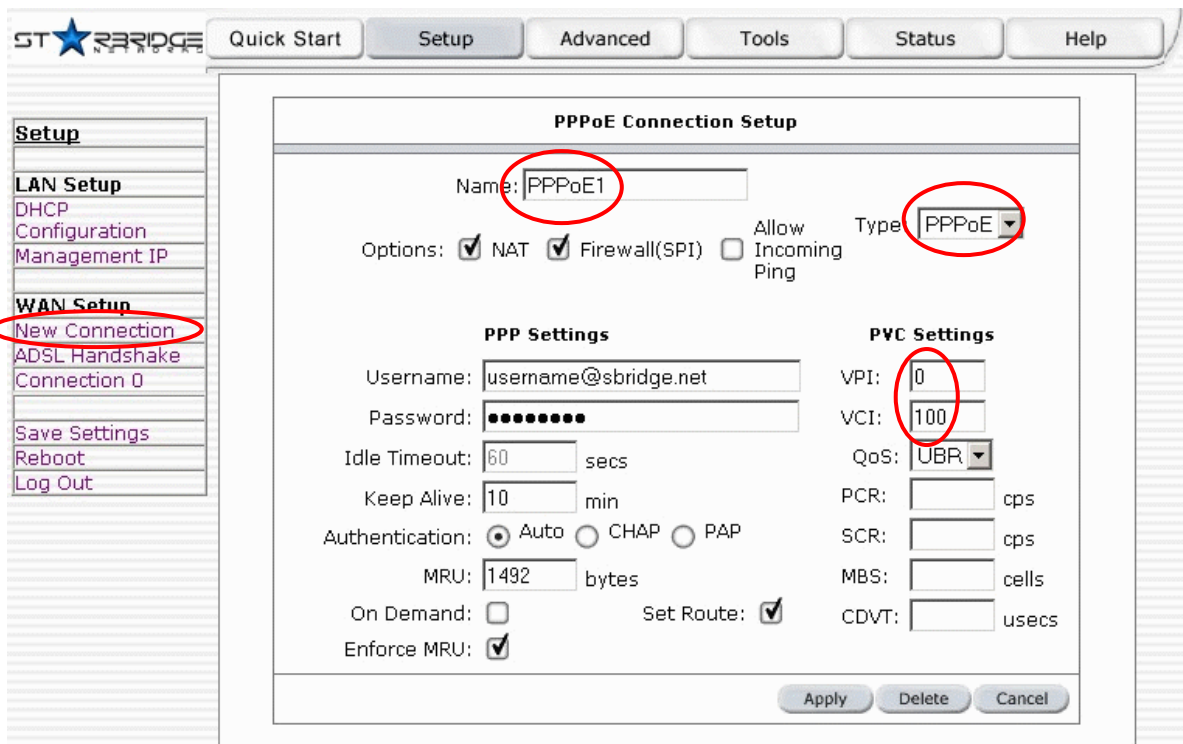 STARBRIDGE NETWORKS
Quick Start
Setup
Advanced
Tools
Status
Help
Setup
LAN Setup
DHCP
Configuration
Management IP
WAN Setup
New Connection
ADSL Handshake
Connection 0
Save Settings
Reboot
Log Out
PPPoE Connection Setup
Name: PPPoE1
Type: PPPoE
Options: NAT Firewall(SPI) Allow
Incoming
Ping
PPP Settings
Username: username@sbridge.net
Password: ●●●●●●●●
Idle Timeout: 60 secs
Keep Alive: 10 min
Authentication: Auto CHAP PAP
MRU: 1492 bytes
On Demand: Set Route:
Enforce MRU:
PVC Settings
VPI: 0
VCI: 100
QoS: UBR
PCR: cps
SCR: cps
MBS: cells
CDVT: usecs
Apply Delete Cancel